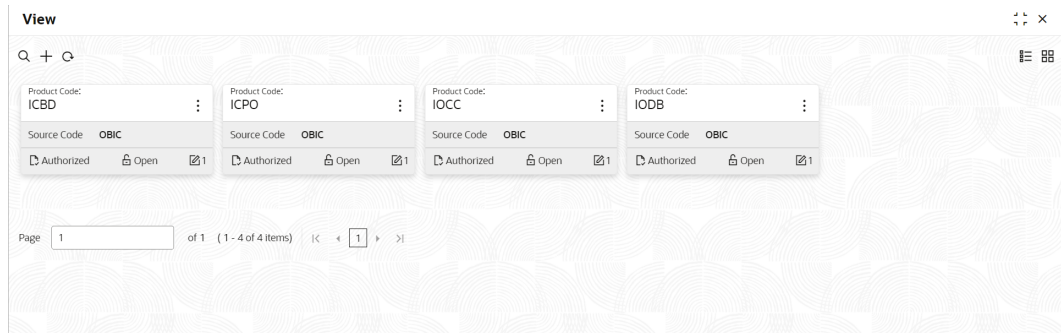 View
Product Code:
ICBD
Source Code OBIC
Authorized Open 1
Product Code:
ICPO
Source Code OBIC
Authorized Open 1
Product Code:
IOCC
Source Code OBIC
Authorized Open 1
Product Code:
IODB
Source Code OBIC
Authorized Open 1
Page 1 of 1 ( 1 - 4 of 4 items) 1